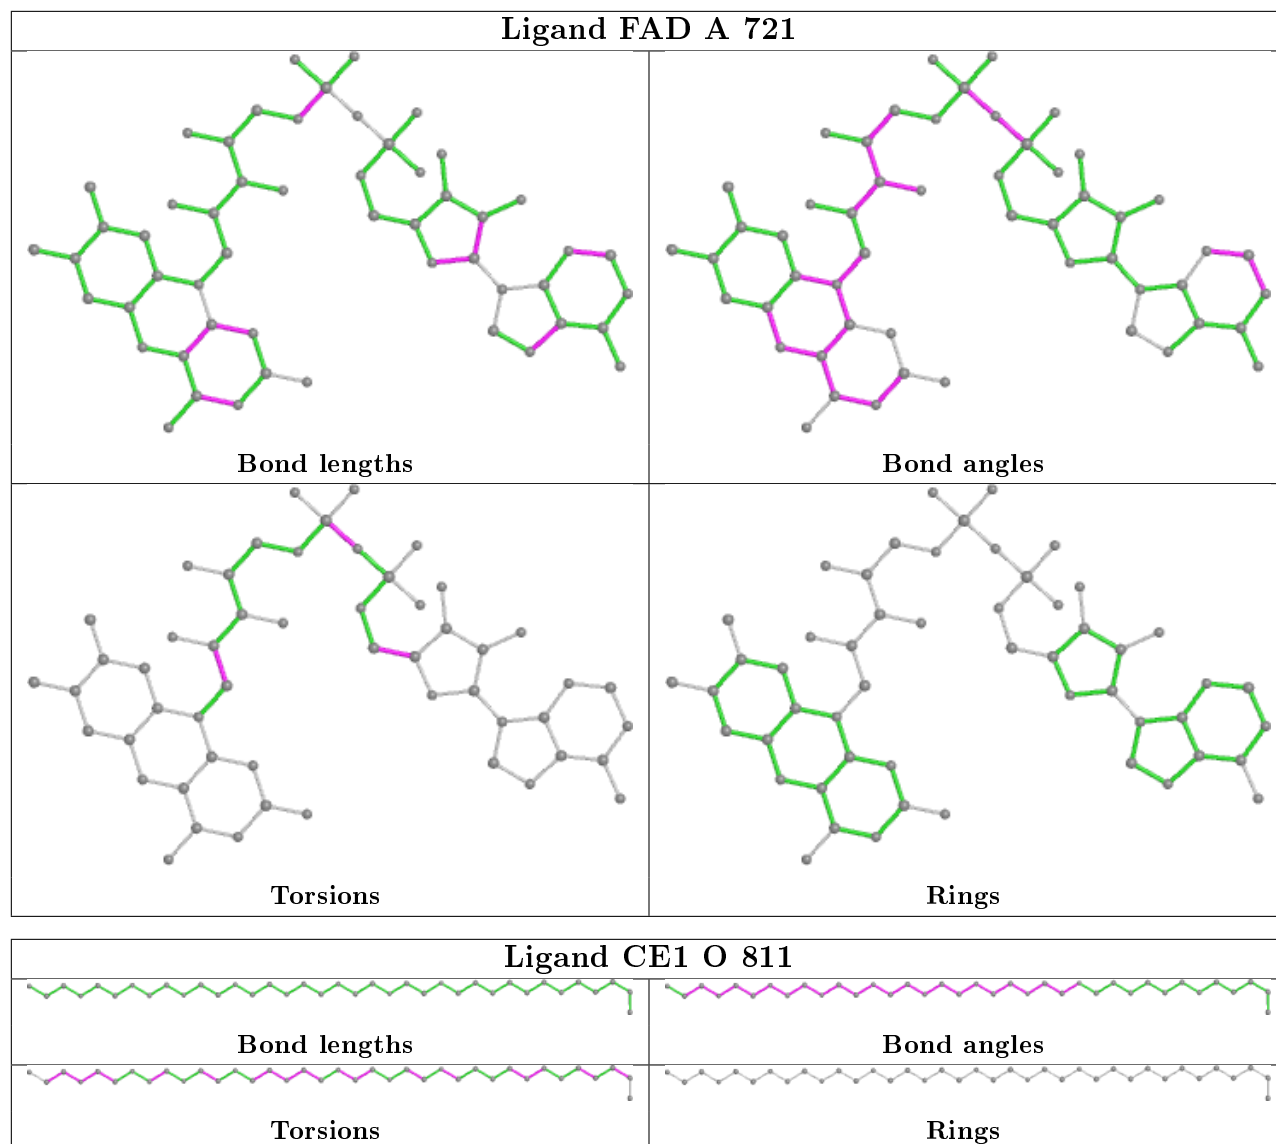 Ligand FAD A 721
Bond lengths
Bond angles
Torsions
Rings
Ligand CE1 O 811
Bond lengths
Bond angles
Torsions
Rings